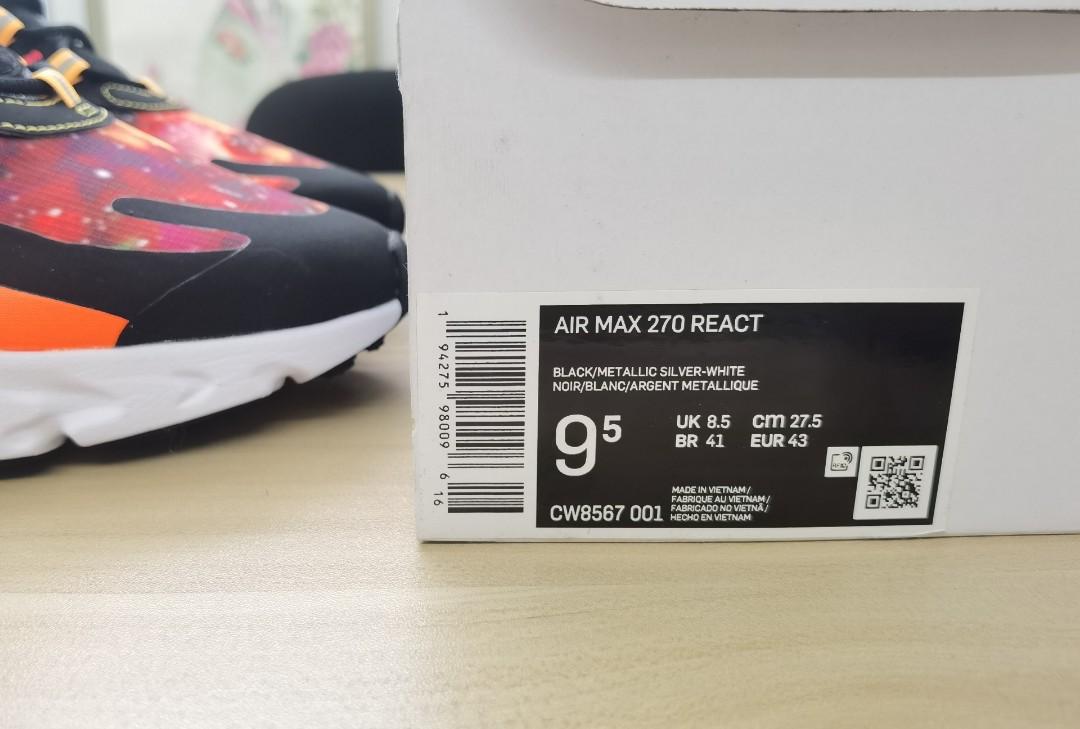 AIR MAX 270 REACT
BLACK/METALLIC SILVER-WHITE
NOIR/BLANC/ARGENT METALLIQUE
9⁵
UK 8.5 cm 27.5
BR 41 EUR 43
CW8567 001
MADE IN VIETNAM/
FABRIQUE AU VIETNAM/
FABRICADO NO VIETNÃ/
HECHO EN VIETNAM
1 94275 98009 6 16